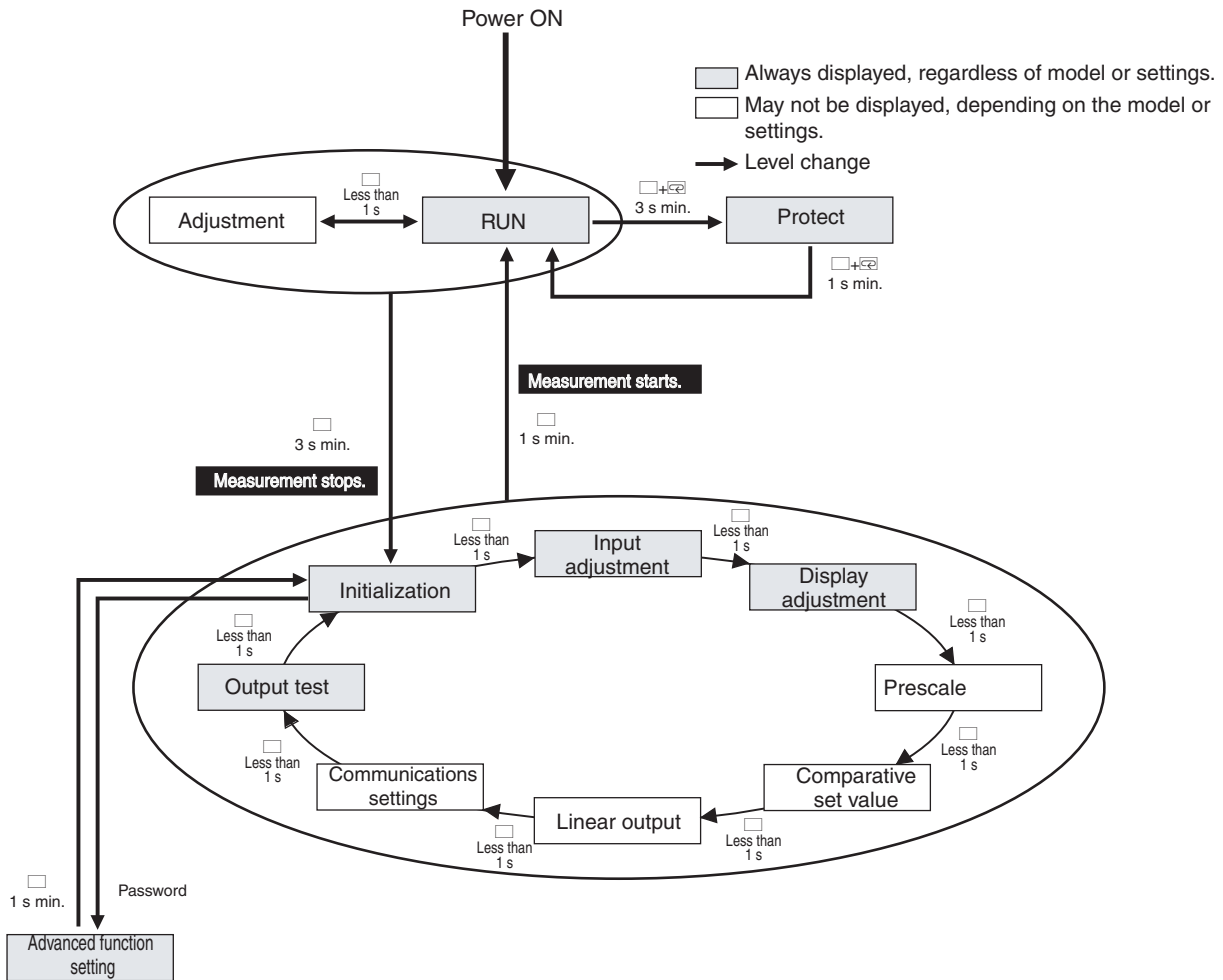 Power ON
Always displayed, regardless of model or settings.
May not be displayed, depending on the model or
settings.
Level change
Less than
1 s
Adjustment
RUN
+
3 s min.
Protect
+
1 s min.
Measurement starts.
1 s min.
3 s min.
Measurement stops.
Less than
1 s
Input
adjustment
Less than
1 s
Initialization
Display
adjustment
Less than
1 s
Less than
1 s
Output test
Prescale
Less than
1 s
Less than
1 s
Communications
settings
Comparative
set value
Linear output
Less than
1 s
Less than
1 s
1 s min.
Password
Advanced function
setting